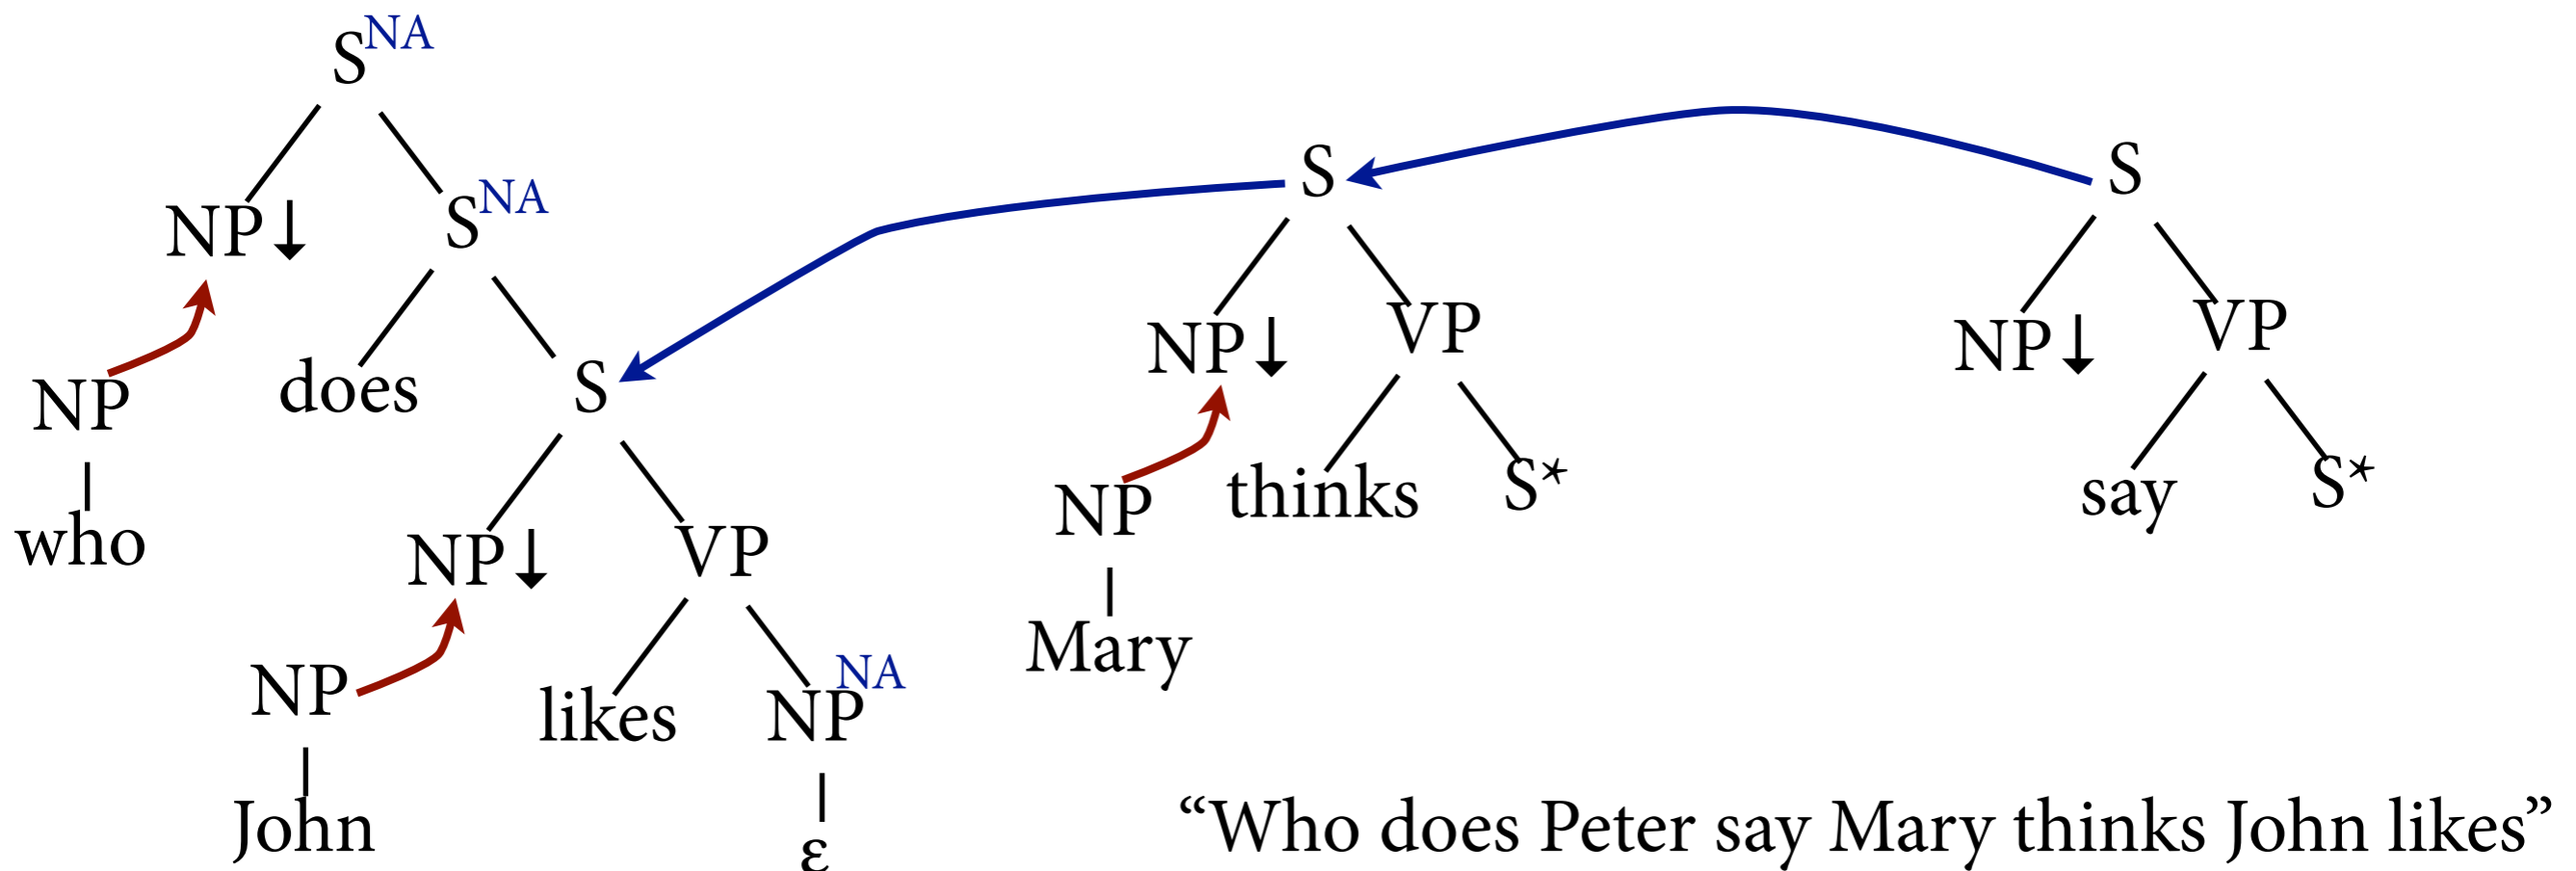 S^NA
NP↓ S^NA
NP does S
who NP↓ VP
NP likes NP^NA
John ε
S
NP↓ VP
NP thinks S*
Mary
S
NP↓ VP
say S*
“Who does Peter say Mary thinks John likes”